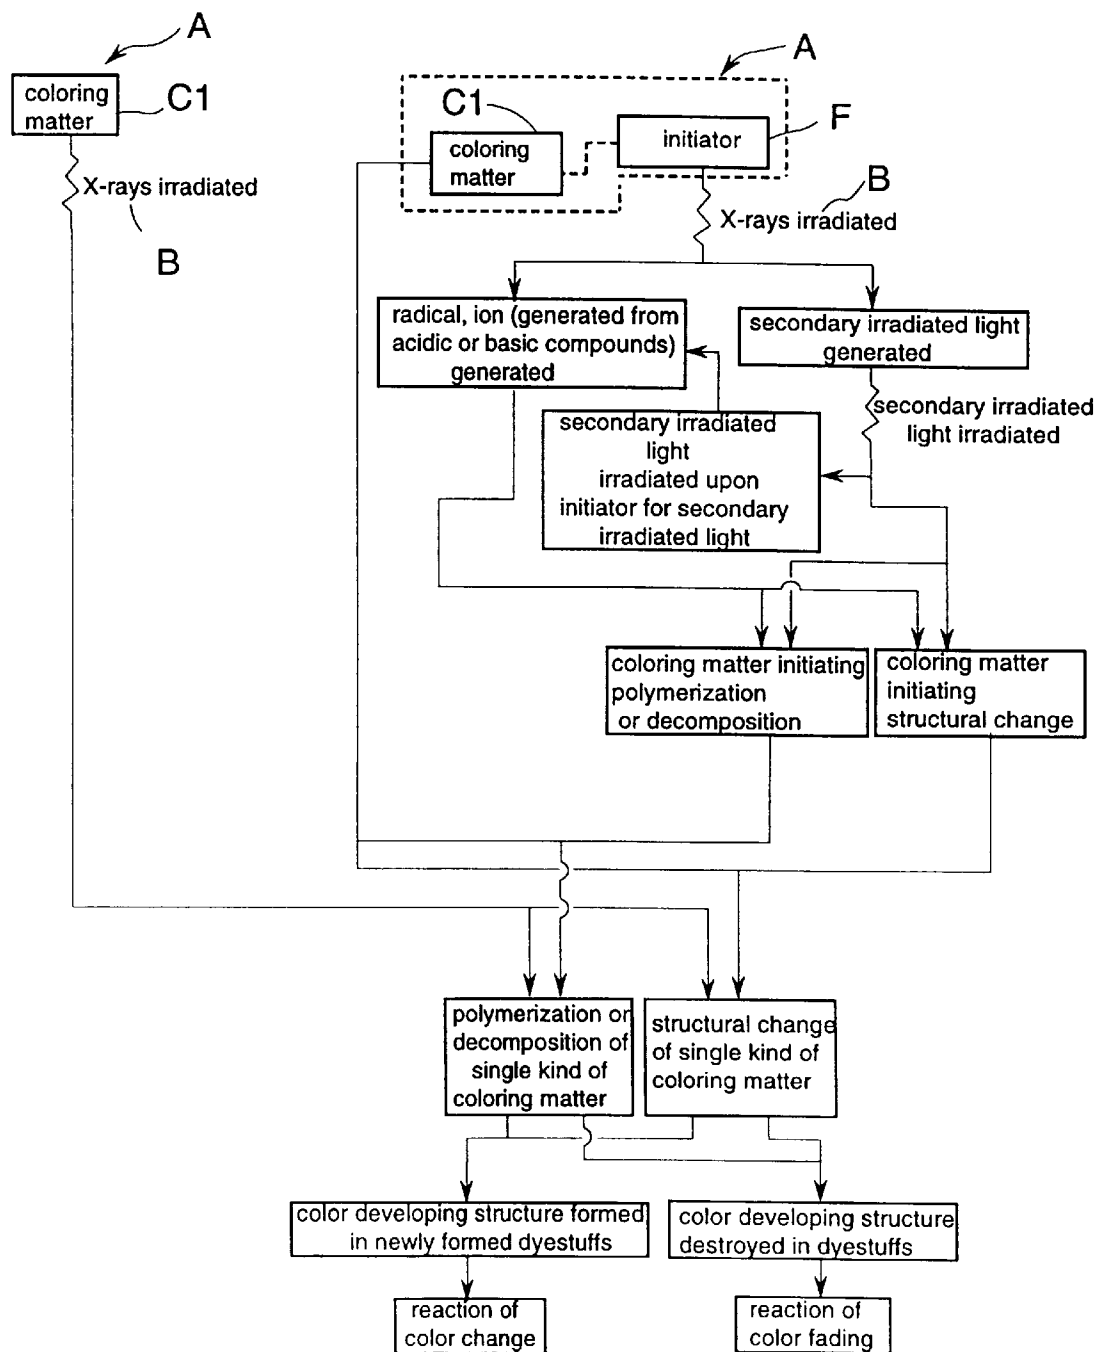 A
coloring
matter
C1
X-rays irradiated
B
A
C1
coloring
matter
initiator
F
B
X-rays irradiated
radical, ion (generated from
acidic or basic compounds)
generated
secondary irradiated light
generated
secondary irradiated
light irradiated
secondary irradiated
light
irradiated upon
initiator for secondary
irradiated light
coloring matter initiating
polymerization
or decomposition
coloring matter
initiating
structural change
polymerization or
decomposition of
single kind of
coloring matter
structural change
of single kind of
coloring matter
color developing structure formed
in newly formed dyestuffs
color developing structure
destroyed in dyestuffs
reaction of
color change
reaction of
color fading